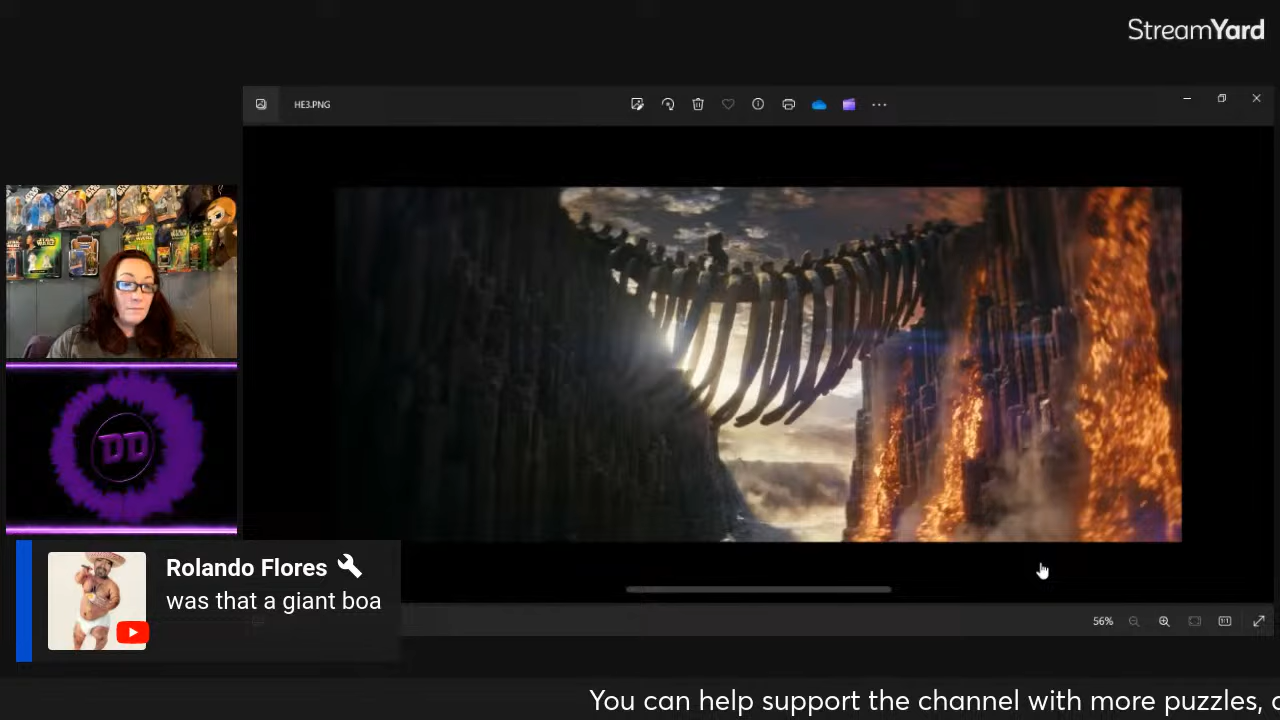 StreamYard
HE3.PNG
DD
Rolando Flores
was that a giant boa
56%
You can help support the channel with more puzzles,